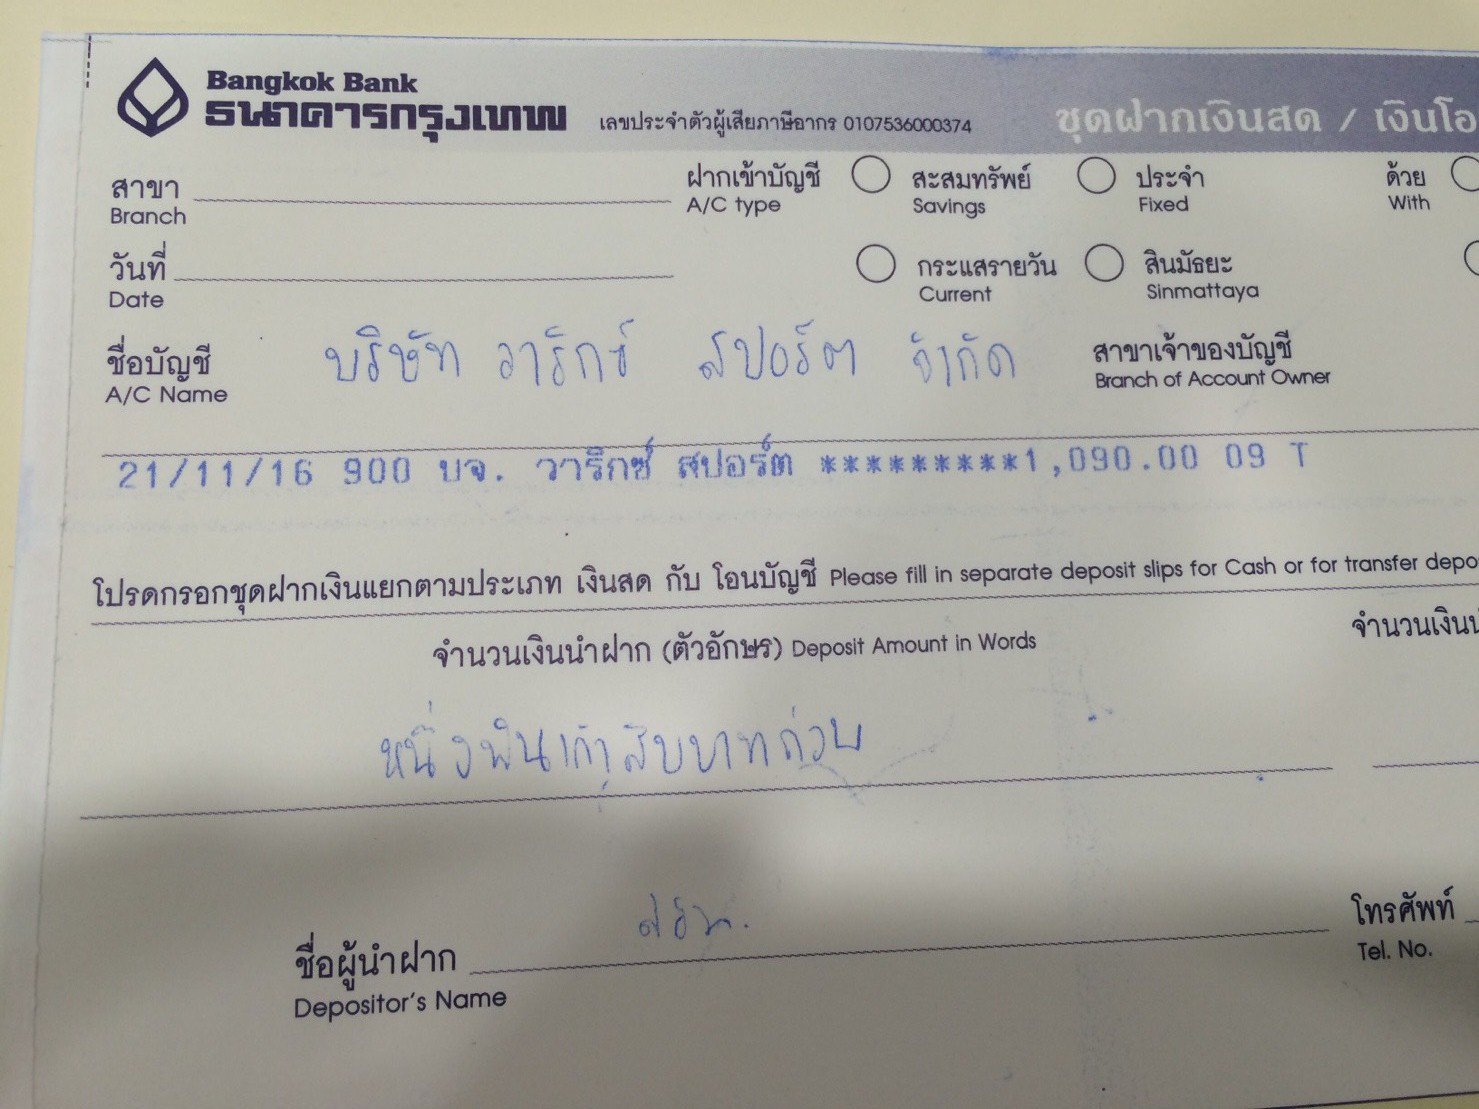 Bangkok Bank
ธนาคารกรุงเทพ
เลขประจำตัวผู้เสียภาษีอากร 0107536000374
ชุดฝากเงินสด / เงินโอ
สาขา ฝากเข้าบัญชี สะสมทรัพย์ ประจำ ด้วย
Branch A/C type Savings Fixed With
วันที่ กระแสรายวัน สินมัธยะ
Date Current Sinmattaya
ชื่อบัญชี บริษัท วาริกซ์ สปอร์ต จำกัด สาขาเจ้าของบัญชี
A/C Name Branch of Account Owner
21/11/16 900 บจ. วาริกซ์ สปอร์ต *********1,090.00 09 T
โปรดกรอกชุดฝากเงินแยกตามประเภท เงินสด กับ โอนบัญชี Please fill in separate deposit slips for Cash or for transfer depo
จำนวนเงินนำฝาก (ตัวอักษร) Deposit Amount in Words จำนวนเงินน
หนึ่งพันเก้าสิบบาทถ้วน
ชื่อผู้นำฝาก โทรศัพท์
Depositor's Name Tel. No.